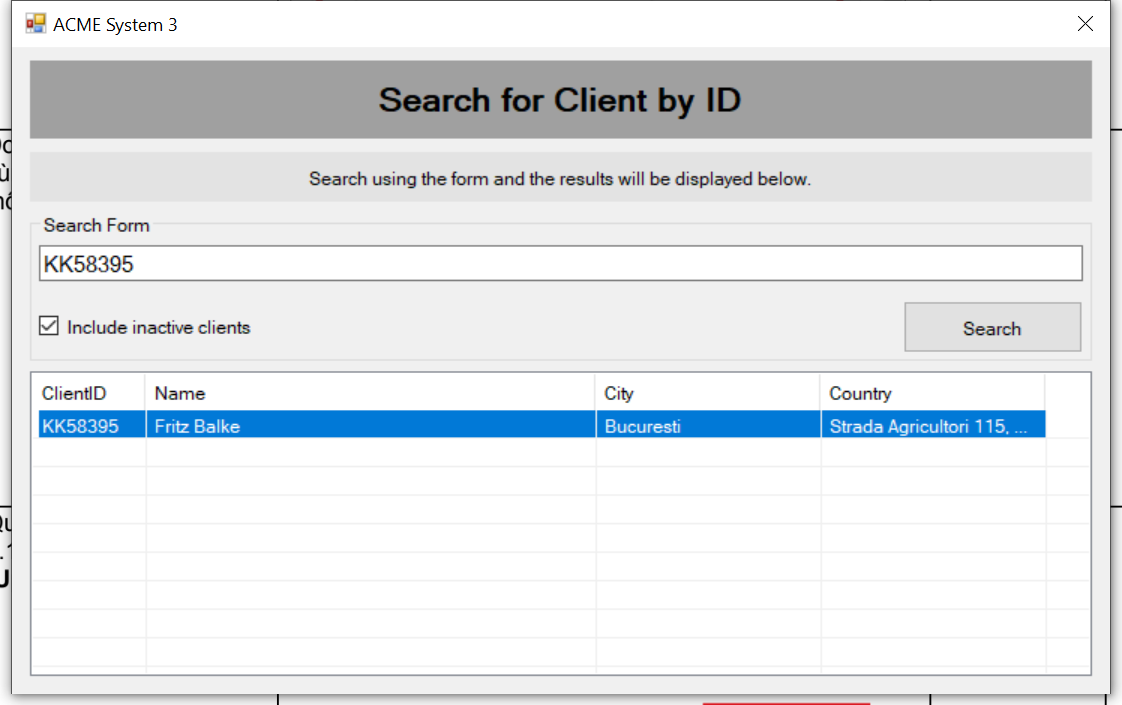 ACME System 3
Search for Client by ID
Search using the form and the results will be displayed below.
Search Form
KK58395
Include inactive clients
Search
ClientID Name City Country
KK58395 Fritz Balke Bucuresti Strada Agricultori 115, ...